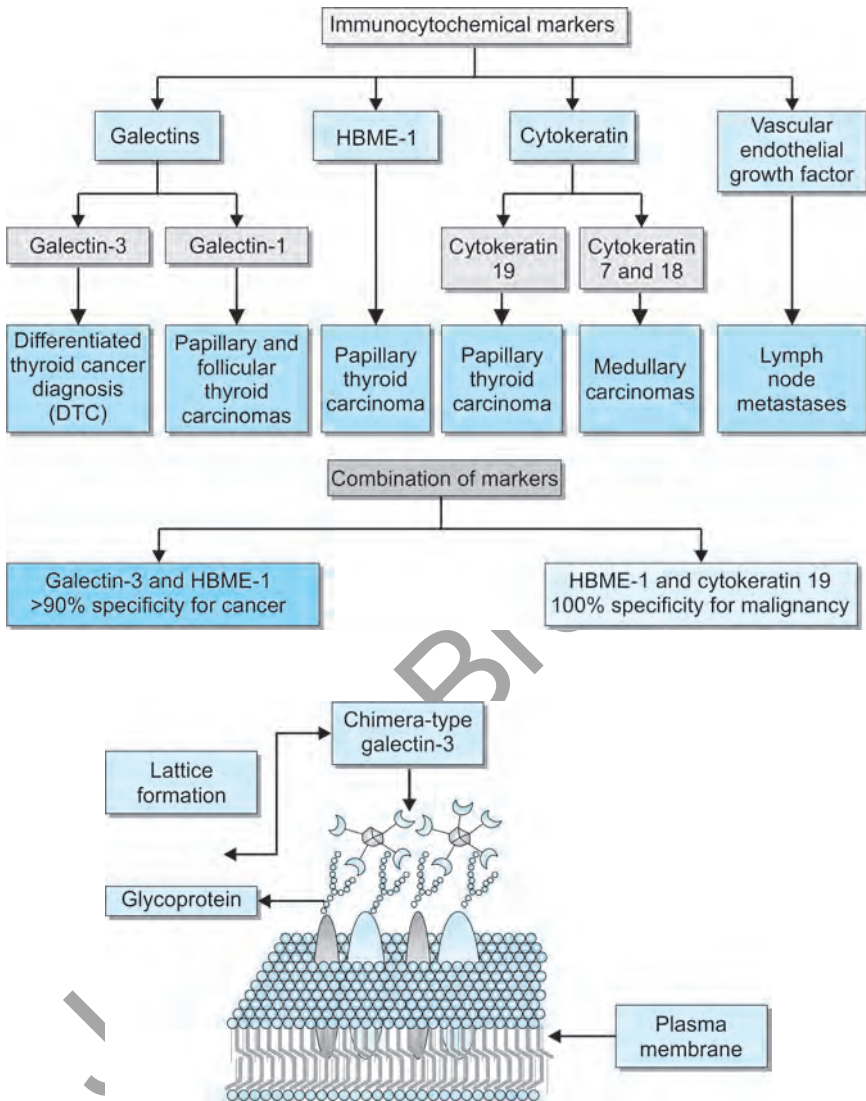 Immunocytochemical markers
Galectins
HBME-1
Cytokeratin
Vascular
endothelial
growth factor
Galectin-3
Galectin-1
Cytokeratin
19
Cytokeratin
7 and 18
Differentiated
thyroid cancer
diagnosis
(DTC)
Papillary and
follicular
thyroid
carcinomas
Papillary
thyroid
carcinoma
Papillary
thyroid
carcinoma
Medullary
carcinomas
Lymph
node
metastases
Combination of markers
Galectin-3 and HBME-1
>90% specificity for cancer
HBME-1 and cytokeratin 19
100% specificity for malignancy
Chimera-type
galectin-3
Lattice
formation
Glycoprotein
Plasma
membrane